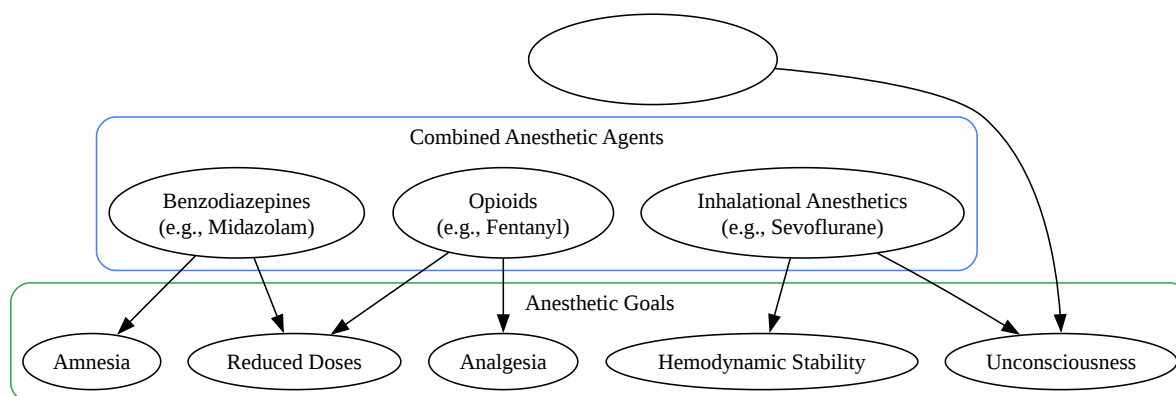 Combined Anesthetic Agents
Benzodiazepines
(e.g., Midazolam)
Opioids
(e.g., Fentanyl)
Inhalational Anesthetics
(e.g., Sevoflurane)
Anesthetic Goals
Amnesia
Reduced Doses
Analgesia
Hemodynamic Stability
Unconsciousness